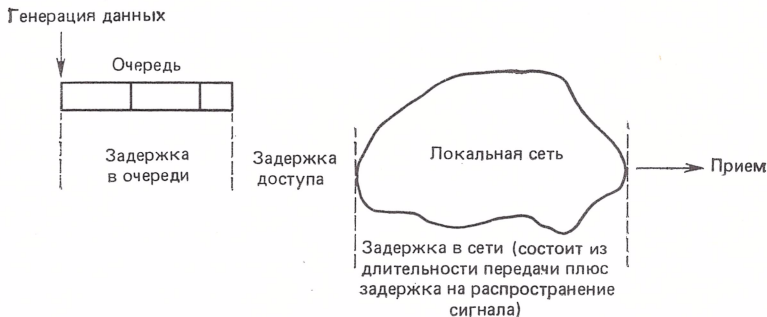 Генерация данных
Очередь
Задержка
в очереди
Задержка
доступа
Локальная сеть
Прием
Задержка в сети (состоит из
длительности передачи плюс
задержка на распространение
сигнала)